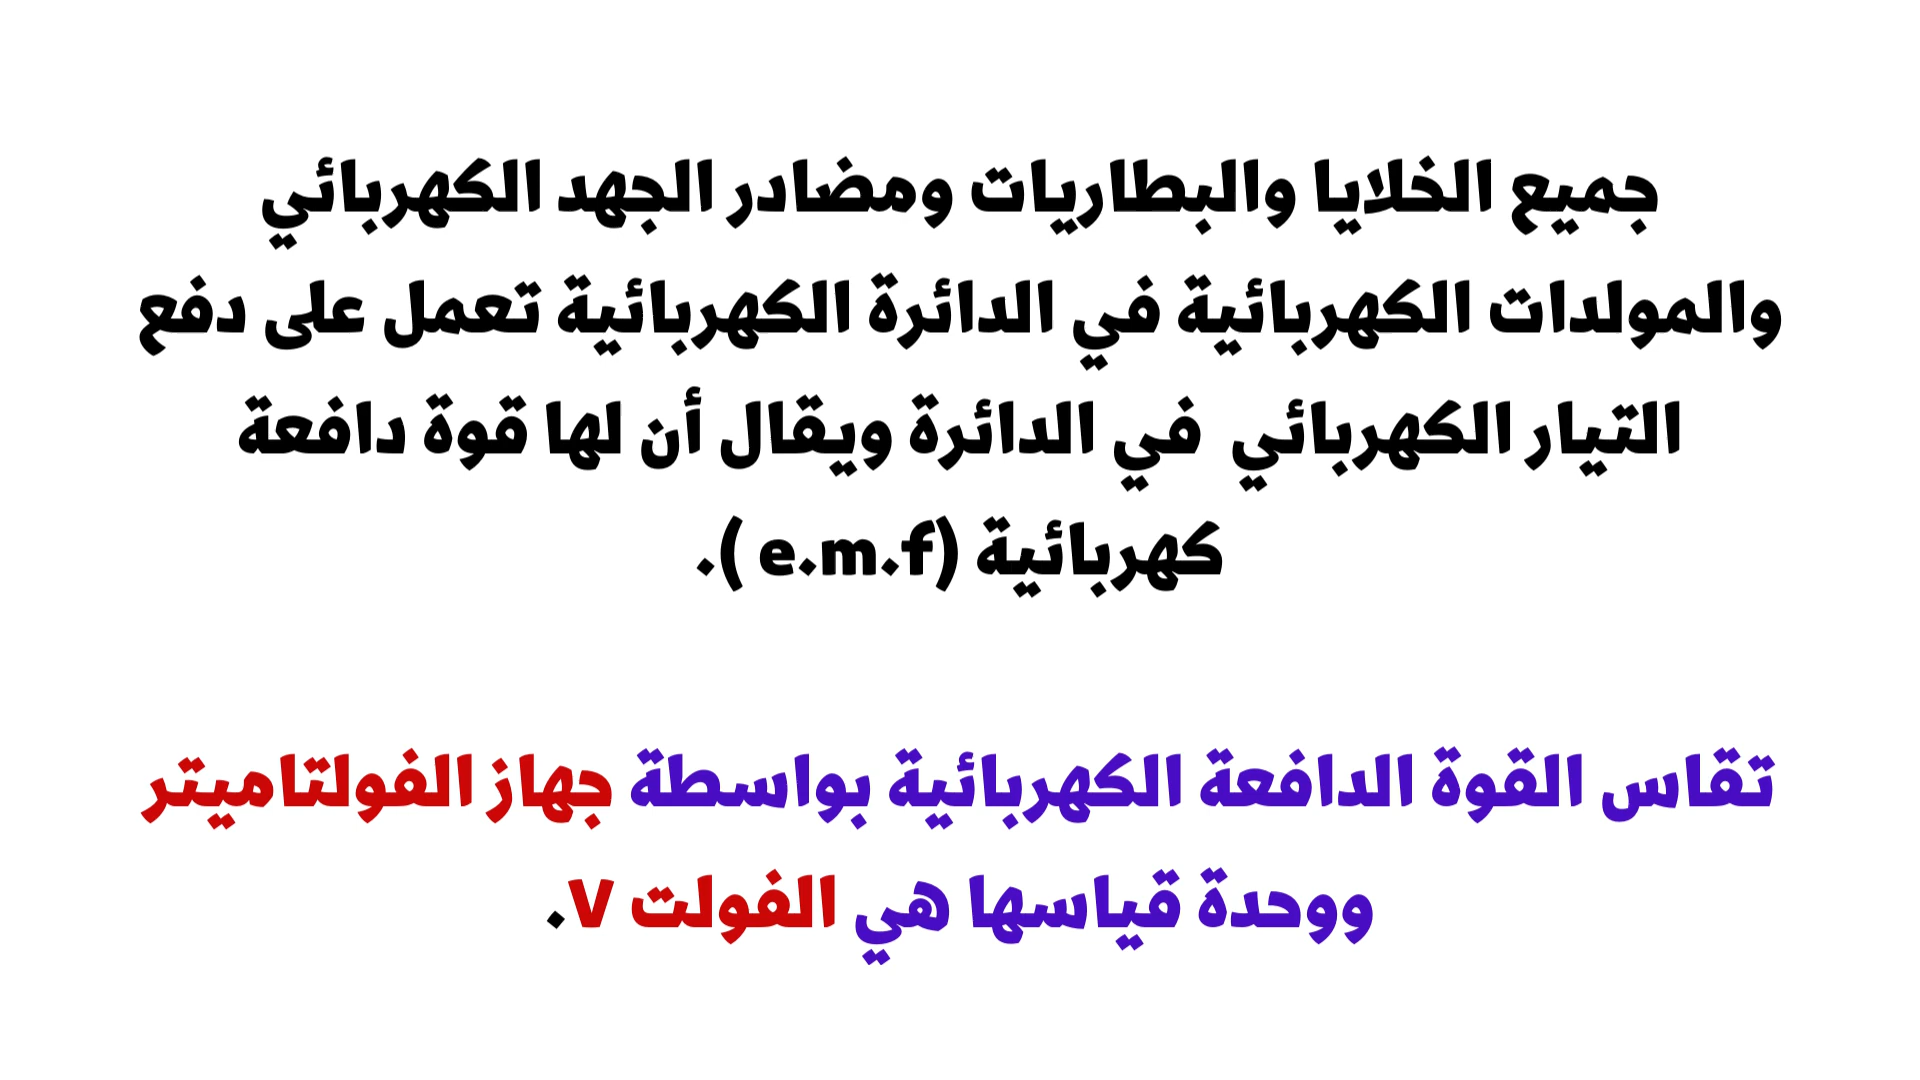 جميع الخلايا والبطاريات ومضادر الجهد الكهربائي
والمولدات الكهربائية في الدائرة الكهربائية تعمل على دفع
التيار الكهربائي  في الدائرة ويقال أن لها قوة دافعة
كهربائية (e.m.f ).
تقاس القوة الدافعة الكهربائية بواسطة جهاز الفولتاميتر
ووحدة قياسها هي الفولت V.